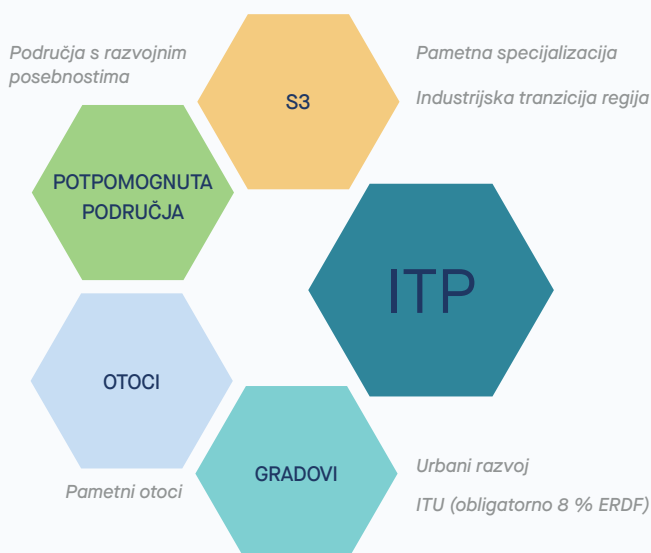 Područja s razvojnim
posebnostima
S3
Pametna specijalizacija
Industrijska tranzicija regija
POTPOMOGNUTA
PODRUČJA
ITP
OTOCI
Pametni otoci
GRADOVI
Urbani razvoj
ITU (obligatorno 8 % ERDF)